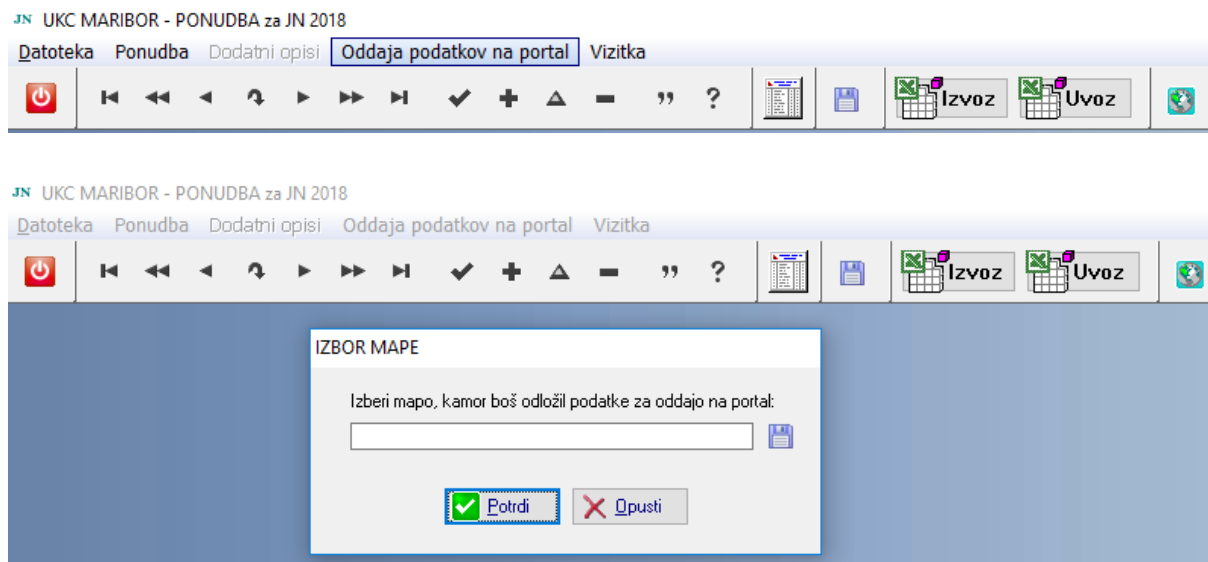 JN UKC MARIBOR - PONUDBA za JN 2018
Datoteka Ponudba Dodatni opisi Oddaja podatkov na portal Vizitka
Izvoz Uvoz
JN UKC MARIBOR - PONUDBA za JN 2018
Datoteka Ponudba Dodatni opisi Oddaja podatkov na portal Vizitka
Izvoz Uvoz
IZBOR MAPE
Izberi mapo, kamor boš odložil podatke za oddajo na portal:
Potrdi Opusti